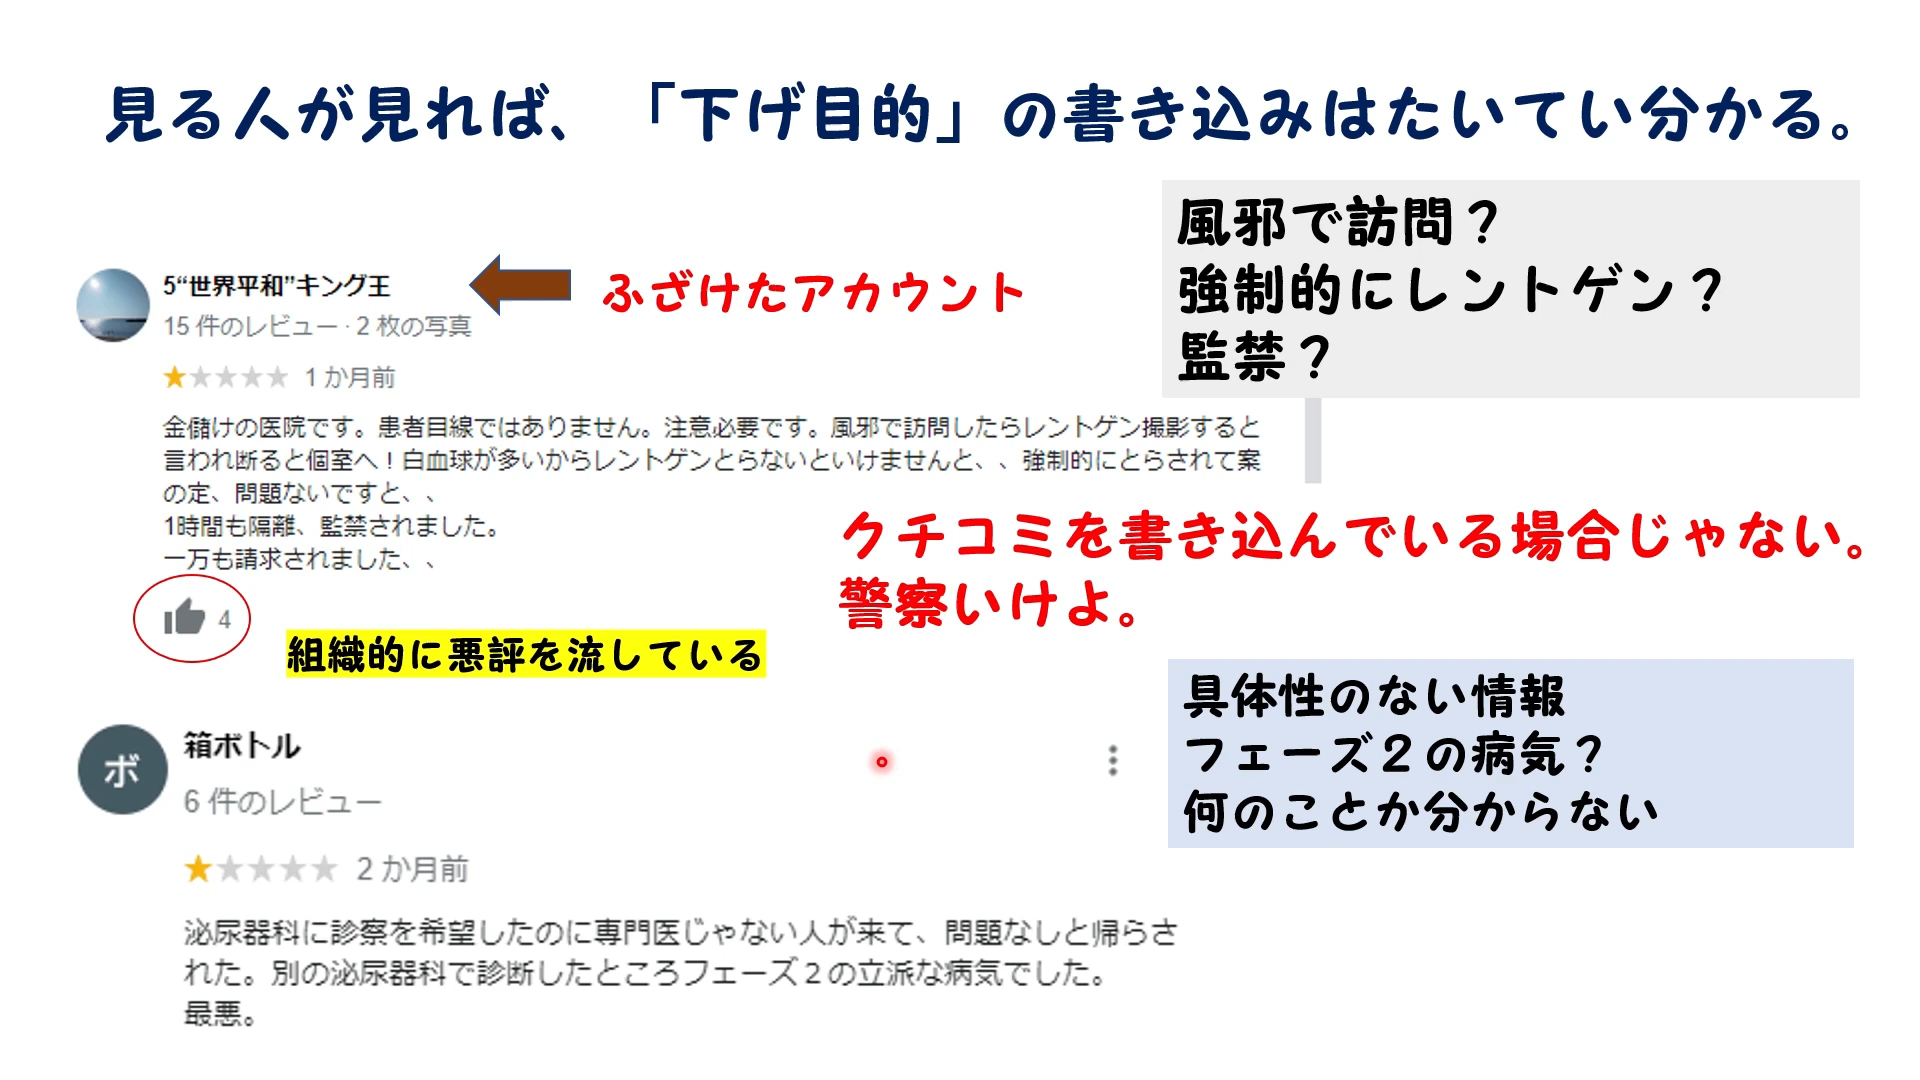 見る人が見れば、「下げ目的」の書き込みはたいてい分かる。
風邪で訪問？
強制的にレントゲン？
監禁？
5“世界平和”キング王
ふざけたアカウント
15 件のレビュー · 2 枚の写真
1 か月前
金儲けの医院です。患者目線ではありません。注意必要です。風邪で訪問したらレントゲン撮影すると
言われ断ると個室へ！白血球が多いからレントゲンとらないといけませんと、、強制的にとらされて案
の定、問題ないですと、、
1時間も隔離、監禁されました。
一万も請求されました、、
クチコミを書き込んでいる場合じゃない。
警察いけよ。
4
組織的に悪評を流している
具体性のない情報
フェーズ２の病気？
何のことか分からない
ボ
箱ボトル
6 件のレビュー
2 か月前
泌尿器科に診察を希望したのに専門医じゃない人が来て、問題なしと帰らさ
れた。別の泌尿器科で診断したところフェーズ２の立派な病気でした。
最悪。